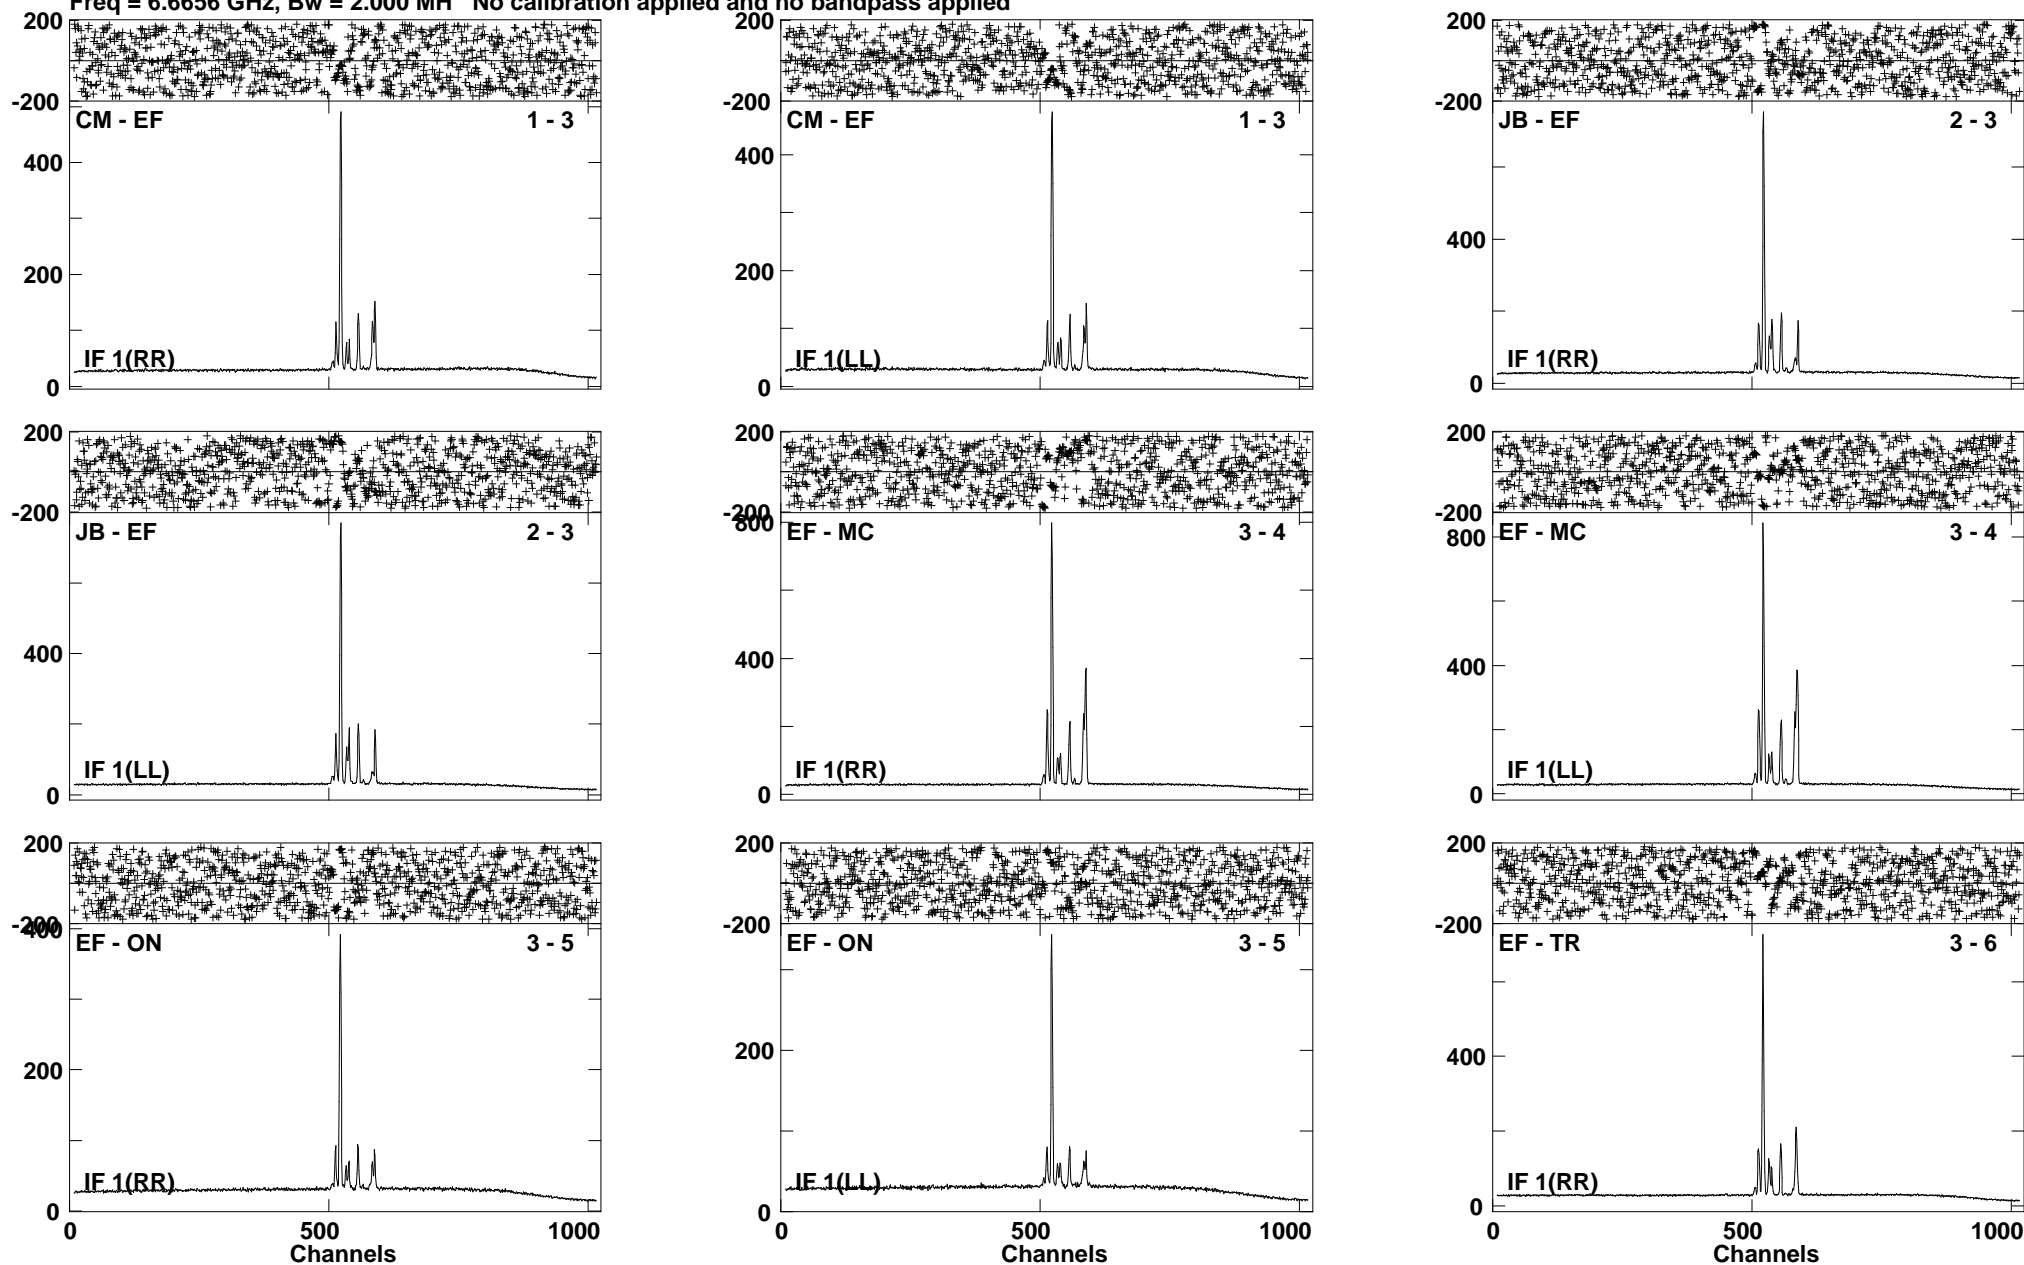 Freq = 6.6656 GHz, Bw = 2.000 MH No calibration applied and no bandpass applied
200
-200
CM - EF 1 - 3
400
200
IF 1(RR)
0
CM - EF 1 - 3
400
200
IF 1(LL)
0
200
-200
JB - EF 2 - 3
400
IF 1(RR)
0
200
-200
JB - EF 2 - 3
400
IF 1(LL)
0
200
-200
800
EF - MC 3 - 4
400
IF 1(RR)
0
200
-200
EF - MC 3 - 4
800
400
IF 1(LL)
0
200
-200
400
EF - ON 3 - 5
200
IF 1(RR)
0
0 500 1000
Channels
200
-200
EF - ON 3 - 5
200
IF 1(LL)
0
0 500 1000
Channels
200
-200
EF - TR 3 - 6
400
IF 1(RR)
0
0 500 1000
Channels